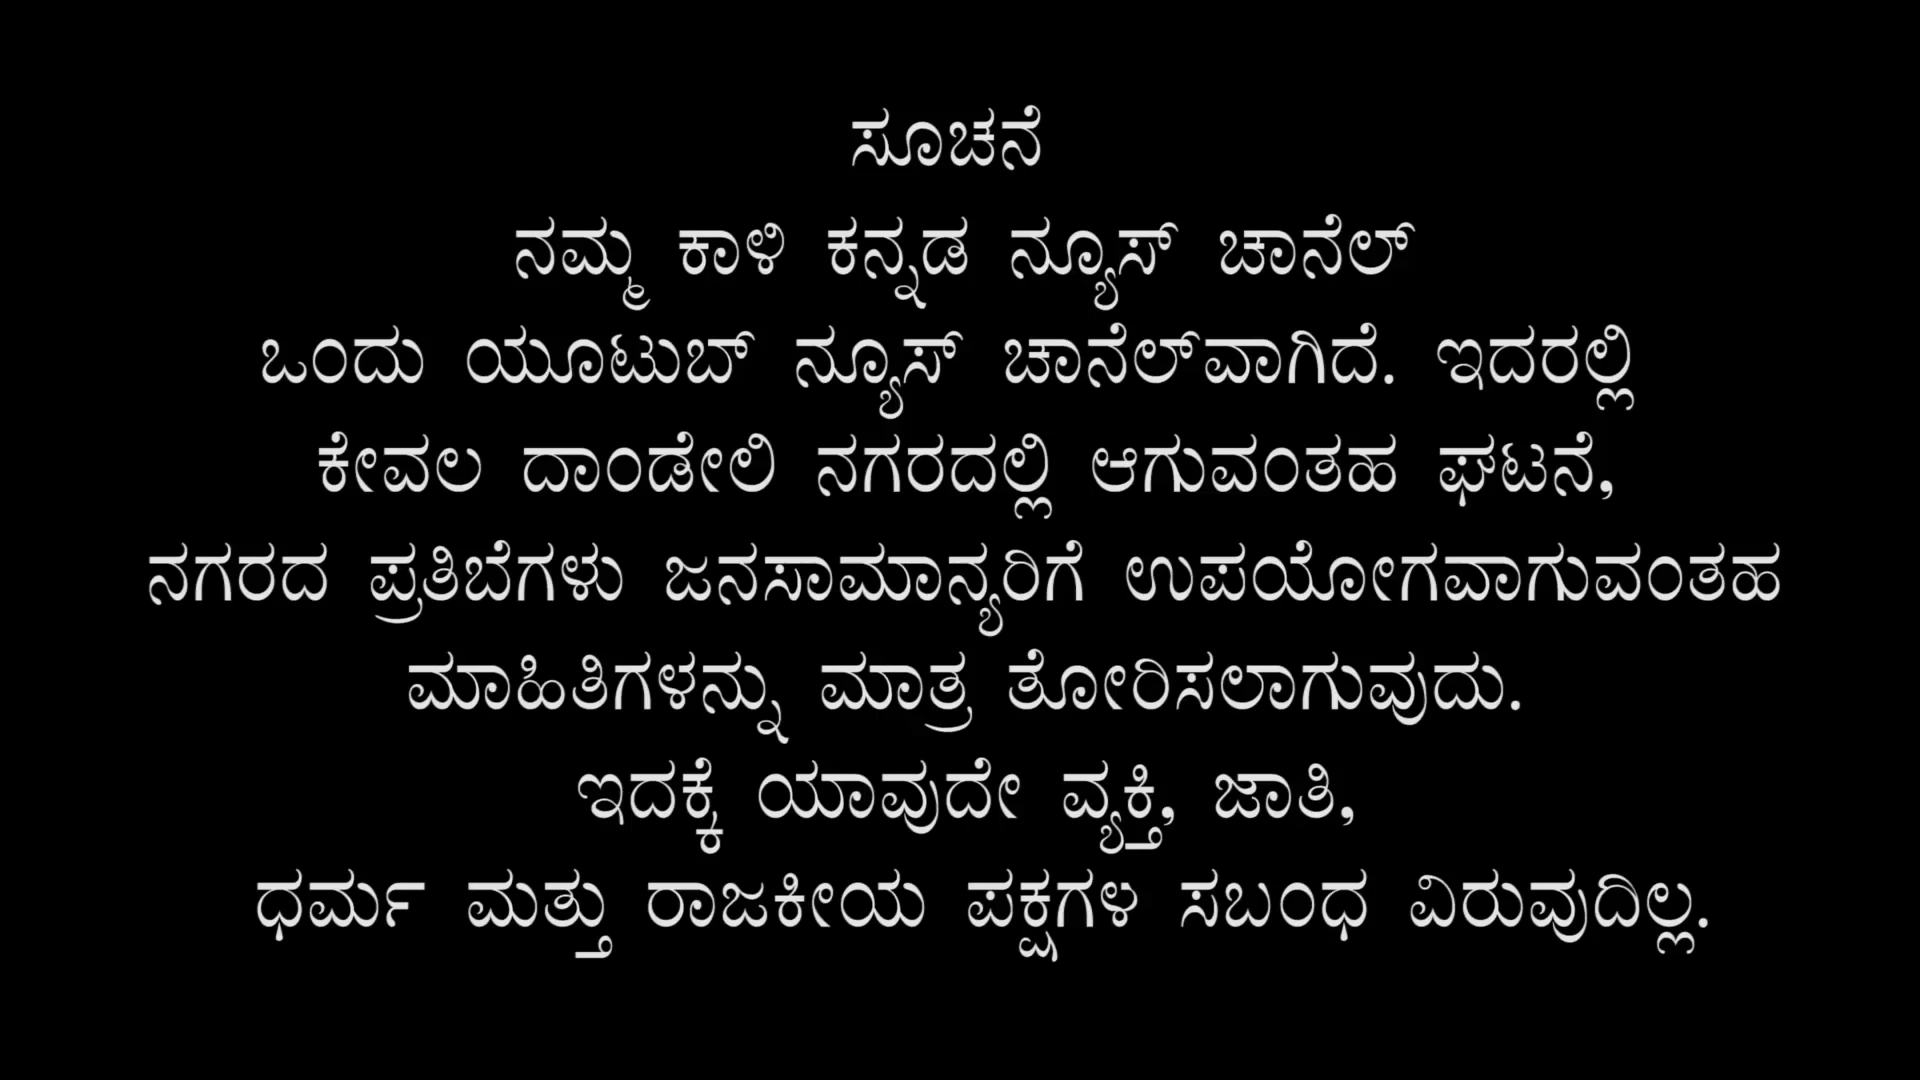 ಸೂಚನೆ
ನಮ್ಮ ಕಾಳಿ ಕನ್ನಡ ನ್ಯೂಸ್ ಚಾನೆಲ್
ಒಂದು ಯೂಟುಬ್ ನ್ಯೂಸ್ ಚಾನೆಲ್‌ವಾಗಿದೆ. ಇದರಲ್ಲಿ
ಕೇವಲ ದಾಂಡೇಲಿ ನಗರದಲ್ಲಿ ಆಗುವಂತಹ ಘಟನೆ,
ನಗರದ ಪ್ರತಿಬೆಗಳು ಜನಸಾಮಾನ್ಯರಿಗೆ ಉಪಯೋಗವಾಗುವಂತಹ
ಮಾಹಿತಿಗಳನ್ನು ಮಾತ್ರ ತೋರಿಸಲಾಗುವುದು.
ಇದಕ್ಕೆ ಯಾವುದೇ ವ್ಯಕ್ತಿ, ಜಾತಿ,
ಧರ್ಮ ಮತ್ತು ರಾಜಕೀಯ ಪಕ್ಷಗಳ ಸಬಂಧ ವಿರುವುದಿಲ್ಲ.